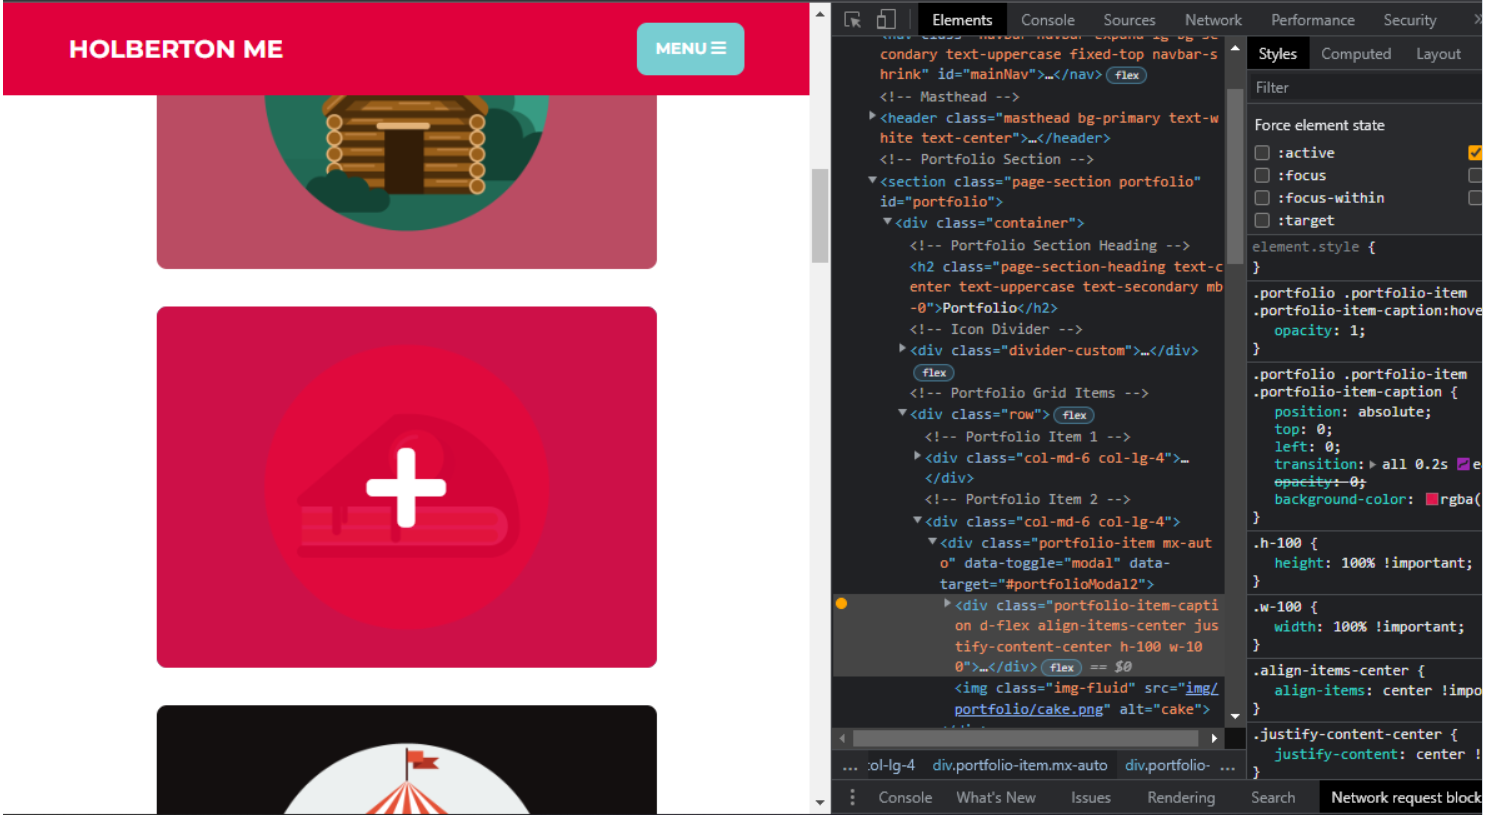 HOLBERTON ME
MENU
Elements Console Sources Network Performance Security »
<nav class="navbar navbar-expand-lg bg-se
condary text-uppercase fixed-top navbar-s
hrink" id="mainNav">…</nav> flex
<!-- Masthead -->
<header class="masthead bg-primary text-w
hite text-center">…</header>
<!-- Portfolio Section -->
<section class="page-section portfolio"
id="portfolio">
<div class="container">
<!-- Portfolio Section Heading -->
<h2 class="page-section-heading text-c
enter text-uppercase text-secondary mb
-0">Portfolio</h2>
<!-- Icon Divider -->
<div class="divider-custom">…</div>
flex
<!-- Portfolio Grid Items -->
<div class="row"> flex
<!-- Portfolio Item 1 -->
<div class="col-md-6 col-lg-4">…
</div>
<!-- Portfolio Item 2 -->
<div class="col-md-6 col-lg-4">
<div class="portfolio-item mx-aut
o" data-toggle="modal" data-
target="#portfolioModal2">
<div class="portfolio-item-capti
on d-flex align-items-center jus
tify-content-center h-100 w-10
0">…</div> flex == $0
<img class="img-fluid" src="img/
portfolio/cake.png" alt="cake">
... :ol-lg-4 div.portfolio-item.mx-auto div.portfolio- ...
Styles Computed Layout
Filter
Force element state
:active
:focus
:focus-within
:target
element.style {
}
.portfolio .portfolio-item
.portfolio-item-caption:hove
opacity: 1;
}
.portfolio .portfolio-item
.portfolio-item-caption {
position: absolute;
top: 0;
left: 0;
transition: all 0.2s e
opacity: 0;
background-color: rgba(
}
.h-100 {
height: 100% !important;
}
.w-100 {
width: 100% !important;
}
.align-items-center {
align-items: center !impo
}
.justify-content-center {
justify-content: center !
}
Console What's New Issues Rendering Search Network request block